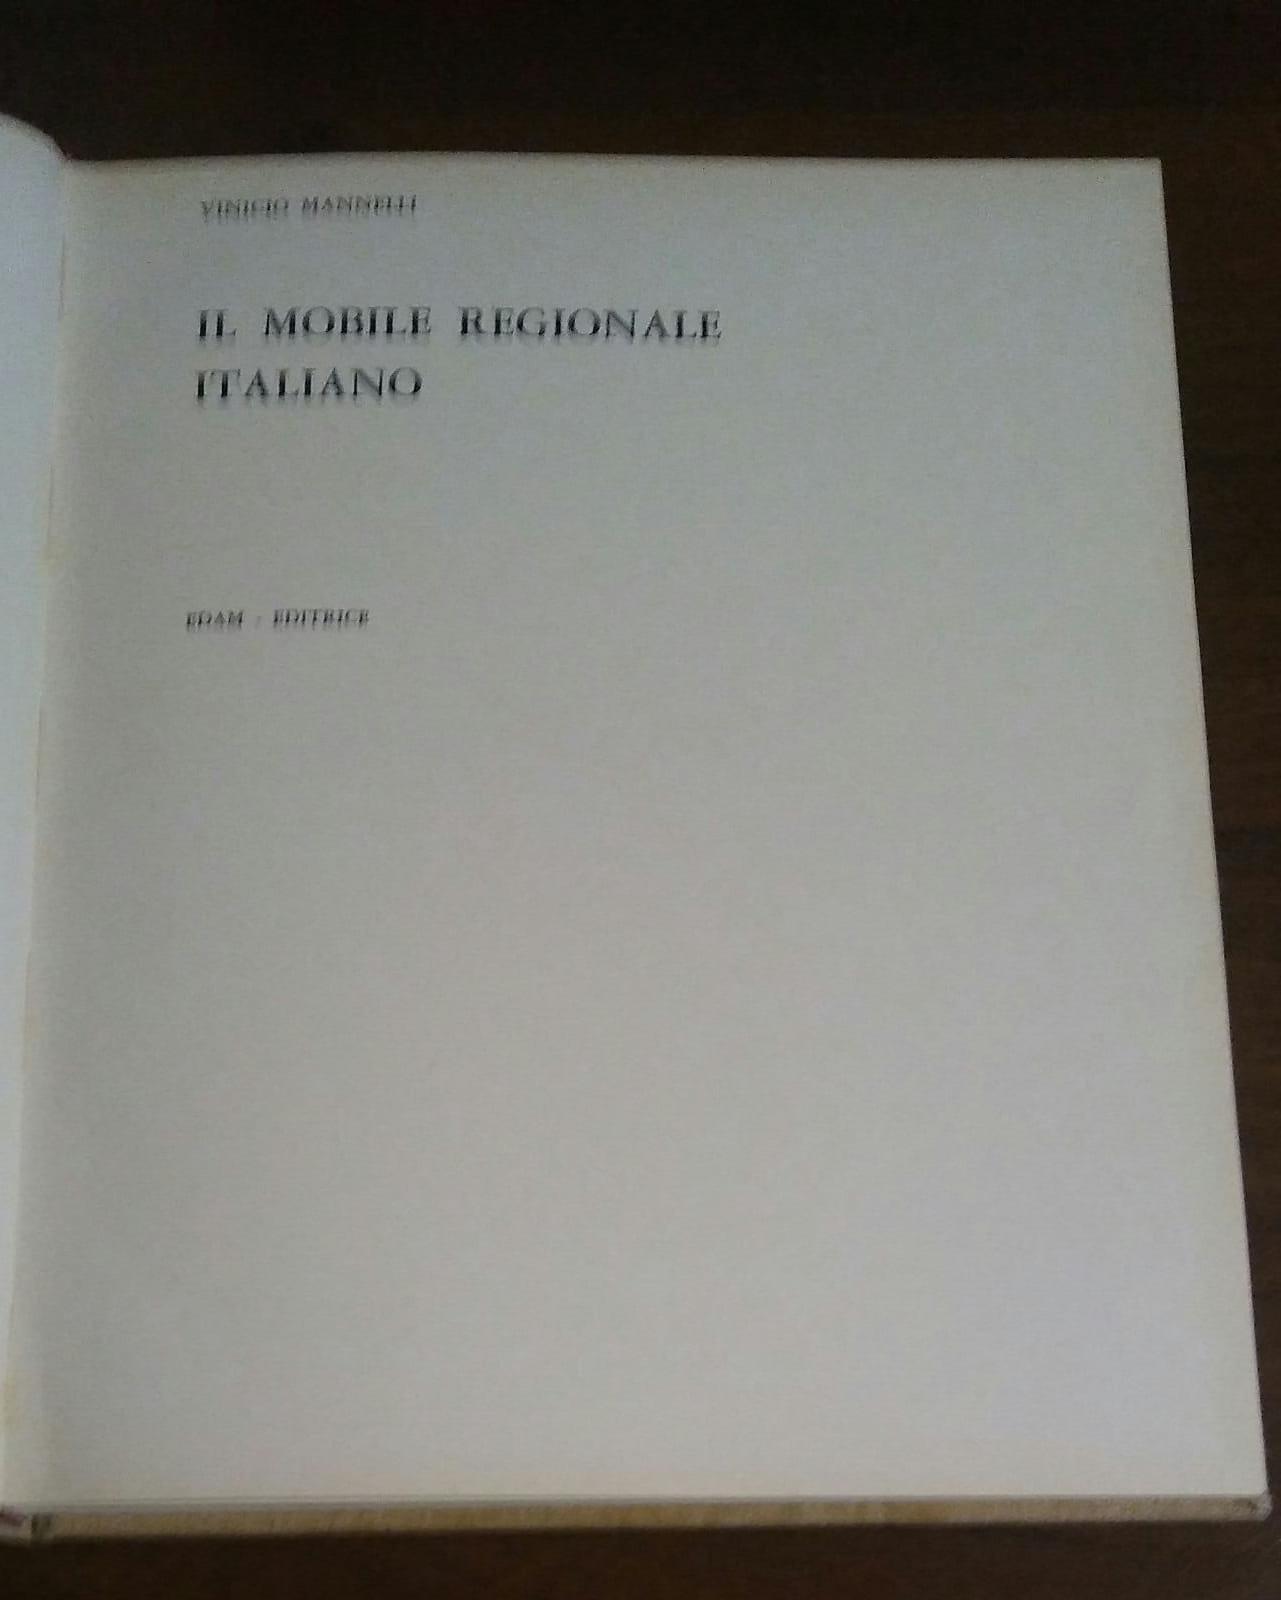 VINICIO MANNELLI
IL MOBILE REGIONALE
ITALIANO
EDAM - EDITRICE